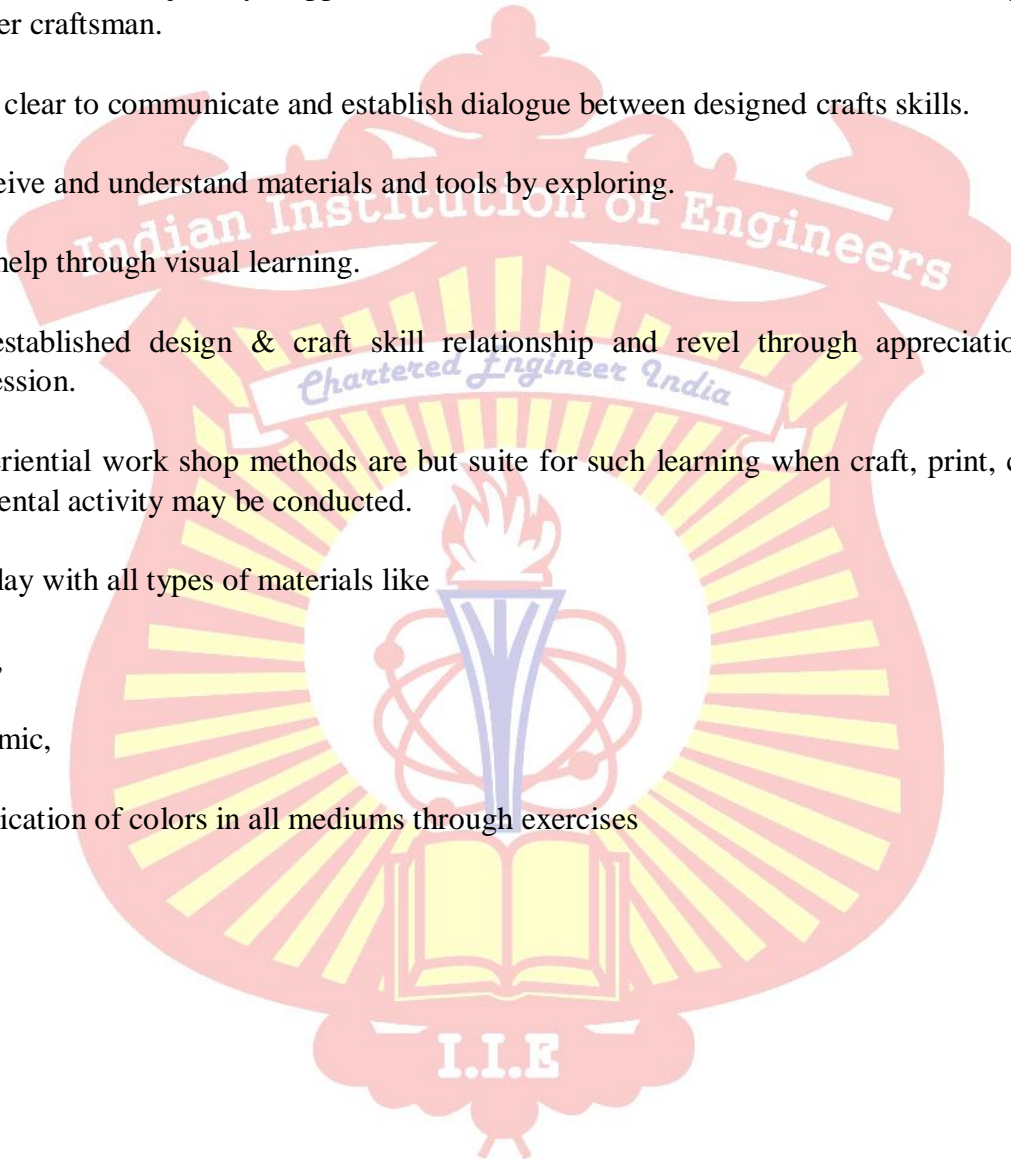 er craftsman.
clear to communicate and establish dialogue between designed crafts skills.
eive and understand materials and tools by exploring.
Indian Institution of Engineers
help through visual learning.
established design & craft skill relationship and revel through appreciatio
ession.
Chartered Engineer India
eriential work shop methods are but suite for such learning when craft, print, c
ental activity may be conducted.
lay with all types of materials like
,
mic,
ication of colors in all mediums through exercises
I.I.E